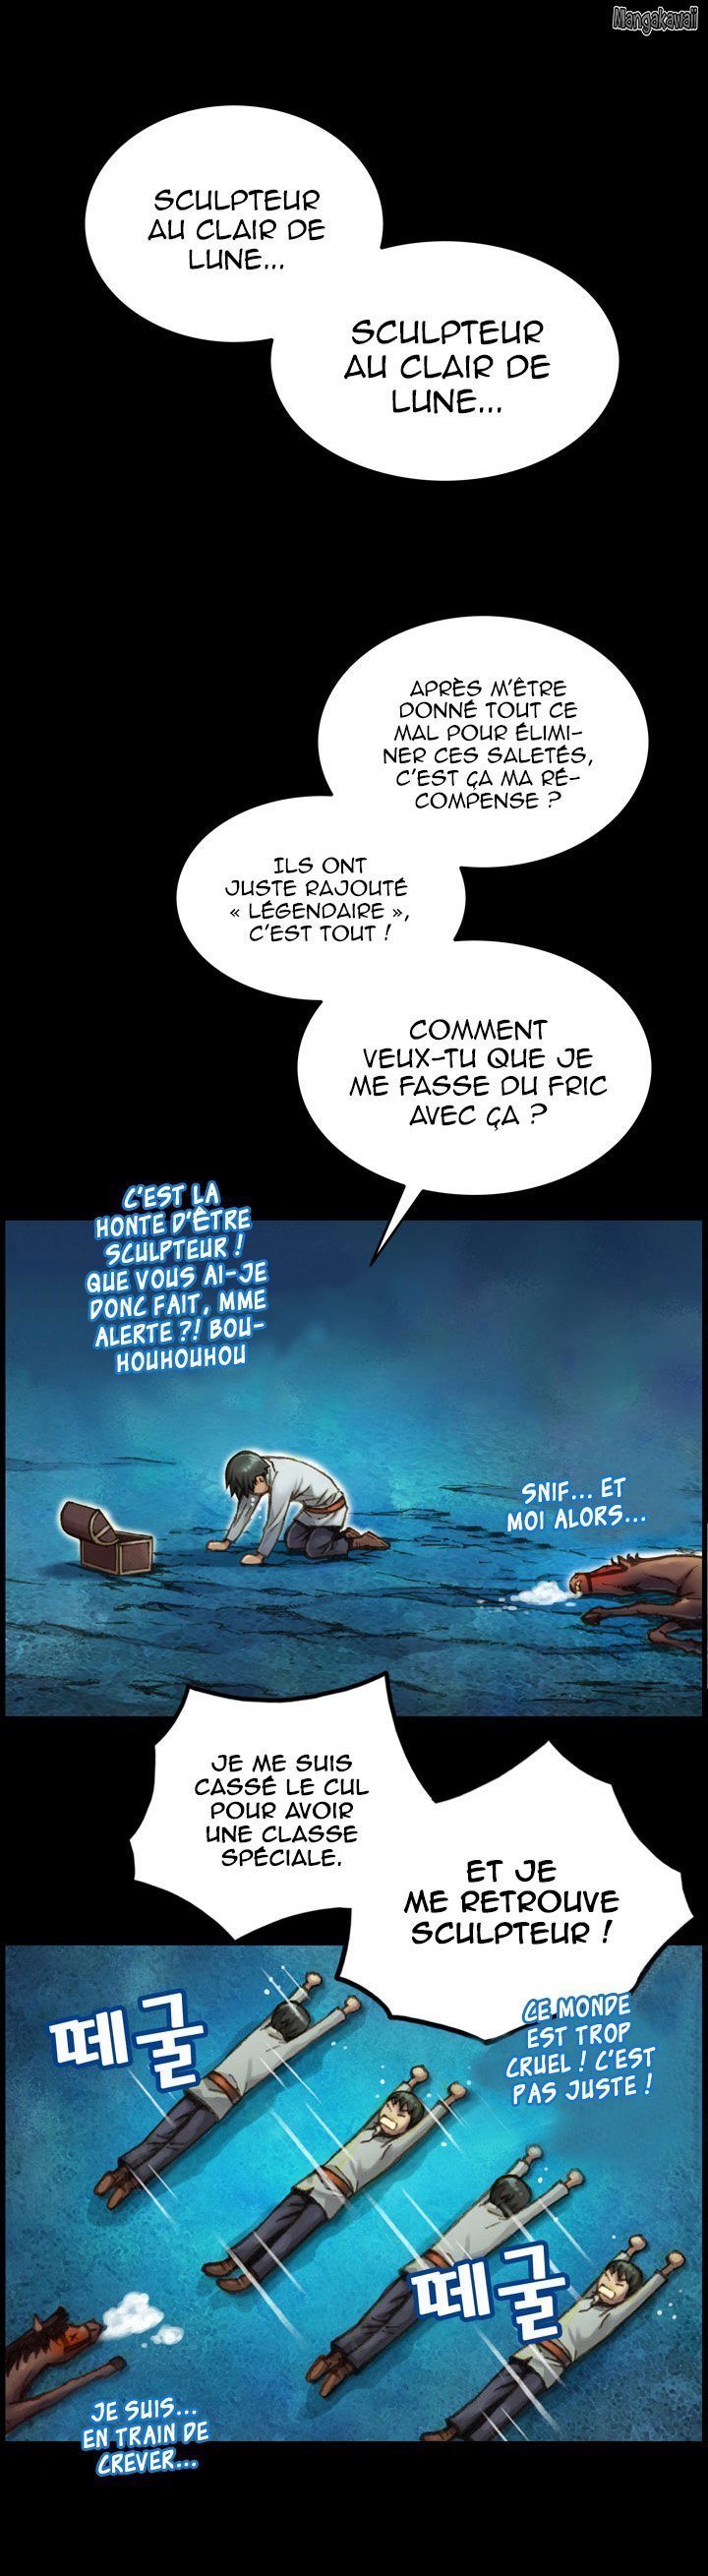 Mangakawaii
SCULPTEUR
AU CLAIR DE
LUNE...
SCULPTEUR
AU CLAIR DE
LUNE...
APRÈS M'ÊTRE
DONNÉ TOUT CE
MAL POUR ÉLIMI-
NER CES SALETÉS,
C'EST ÇA MA RÉ-
COMPENSE ?
ILS ONT
JUSTE RAJOUTÉ
« LÉGENDAIRE »,
C'EST TOUT !
COMMENT
VEUX-TU QUE JE
ME FASSE DU FRIC
AVEC ÇA ?
C'EST LA
HONTE D'ÊTRE
SCULPTEUR !
QUE VOUS AI-JE
DONC FAIT, MME
ALERTE ?! BOU-
HOUHOUHOU
SNIF... ET
MOI ALORS...
JE ME SUIS
CASSÉ LE CUL
POUR AVOIR
UNE CLASSE
SPÉCIALE.
ET JE
ME RETROUVE
SCULPTEUR !
떼굴
CE MONDE
EST TROP
CRUEL ! C'EST
PAS JUSTE !
떼굴
JE SUIS...
EN TRAIN DE
CREVER...